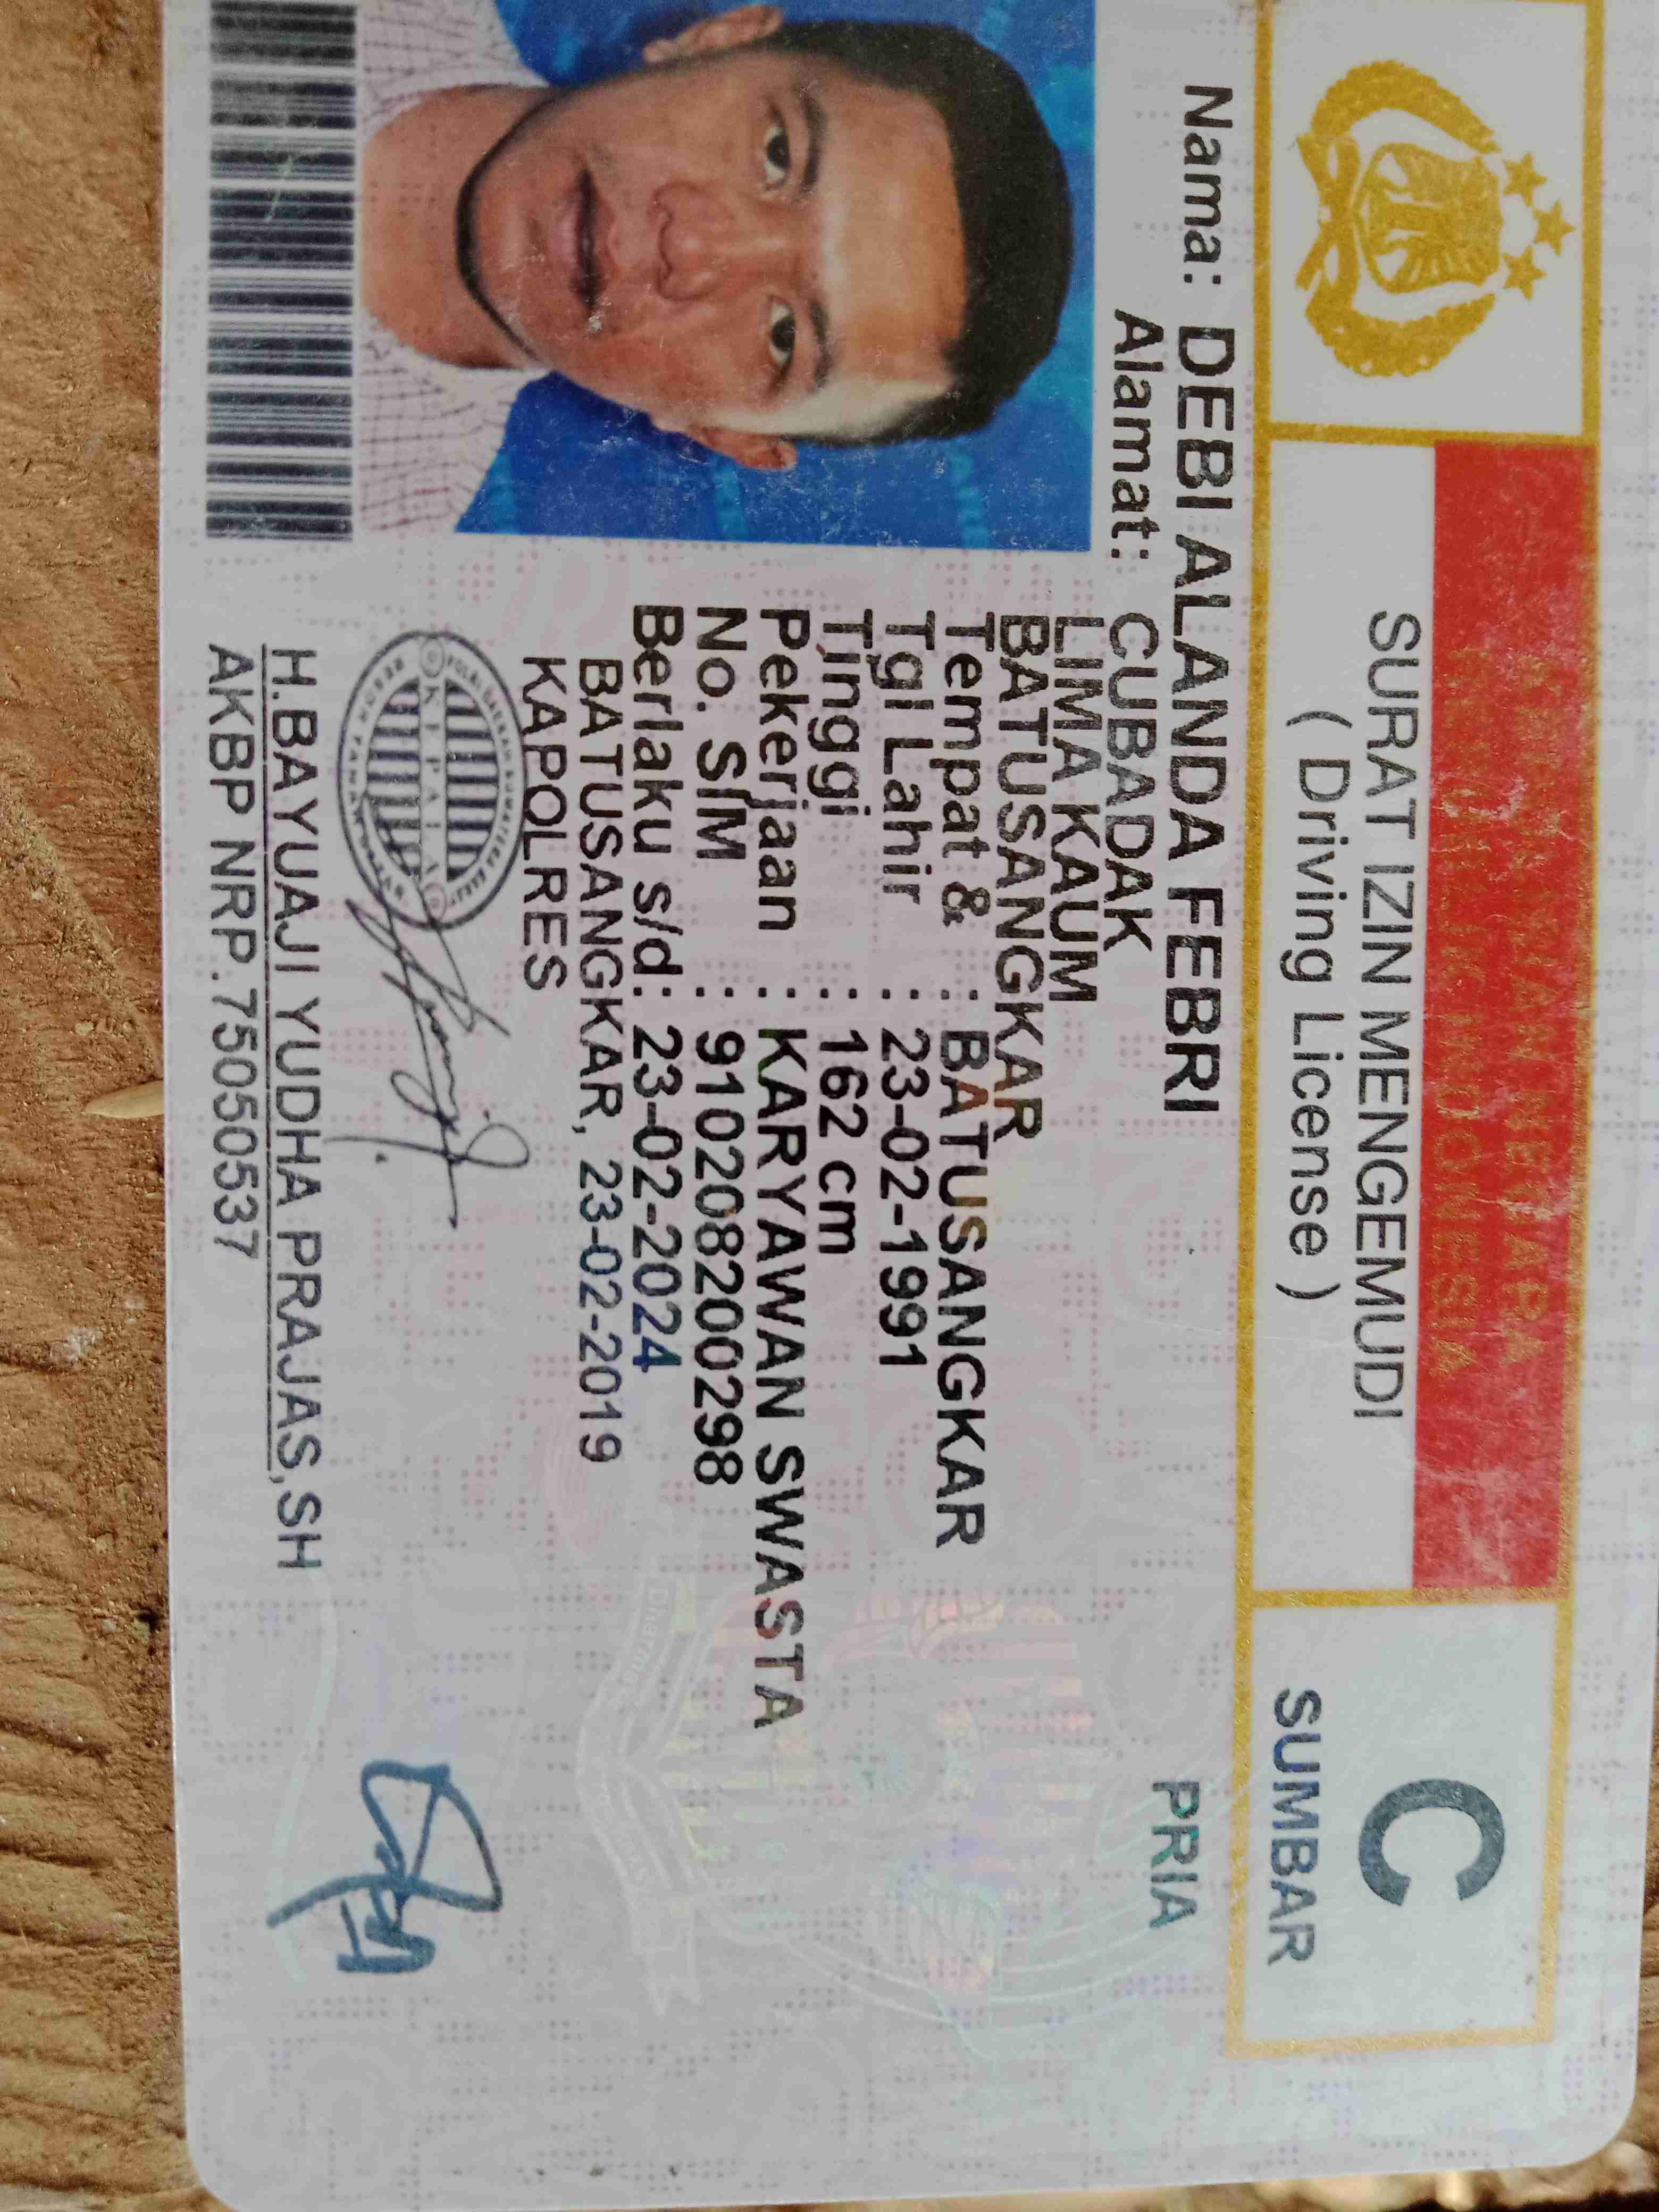 KEPOLISIAN NEGARA
REPUBLIK INDONESIA
SURAT IZIN MENGEMUDI
( Driving License )
C
SUMBAR
Nama: DEBI ALANDA FEBRI
PRIA
Alamat: CUBADAK
LIMA KAUM
BATUSANGKAR
Tempat & : BATUSANGKAR
Tgl Lahir : 23-02-1991
Tinggi : 162 cm
Pekerjaan : KARYAWAN SWASTA
No. SIM : 910208200298
Berlaku s/d: 23-02-2024
BATUSANGKAR, 23-02-2019
KAPOLRES
KEPALA
H.BAYUAJI YUDHA PRAJAS,SH
AKBP NRP.75050537